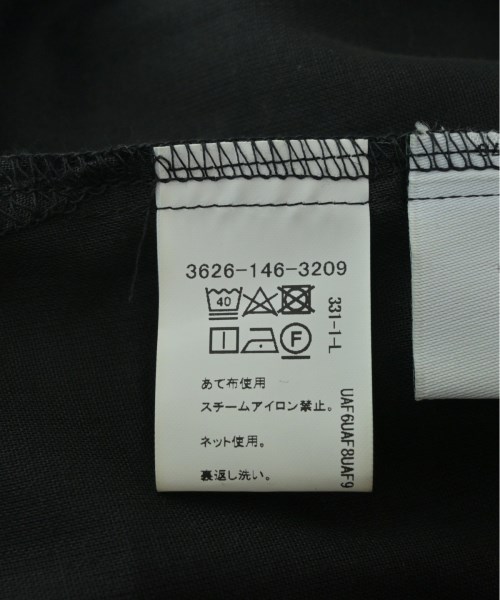 3626-146-3209
40
F
331-1-L
あて布使用
スチームアイロン禁止。
ネット使用。
裏返し洗い。
UAF6UAF8UAF9